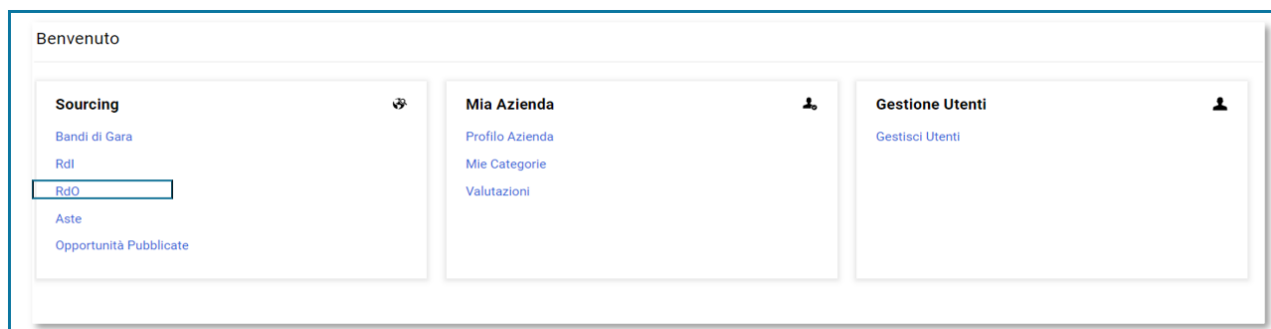 Benvenuto
Sourcing
Bandi di Gara
RdI
RdO
Aste
Opportunità Pubblicate
Mia Azienda
Profilo Azienda
Mie Categorie
Valutazioni
Gestione Utenti
Gestisci Utenti